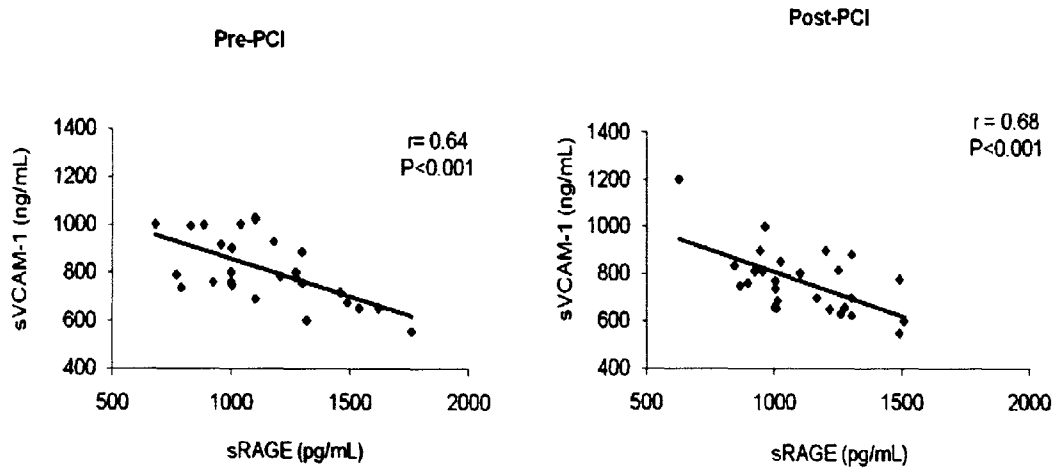 Pre-PCI
Post-PCI
sVCAM-1 (ng/mL)
1400
1200
1000
800
600
400
r= 0.64
P<0.001
500
1000
1500
2000
sRAGE (pg/mL)
sVCAM-1 (ng/mL)
1400
1200
1000
800
600
400
r = 0.68
P<0.001
500
1000
1500
2000
sRAGE (pg/mL)